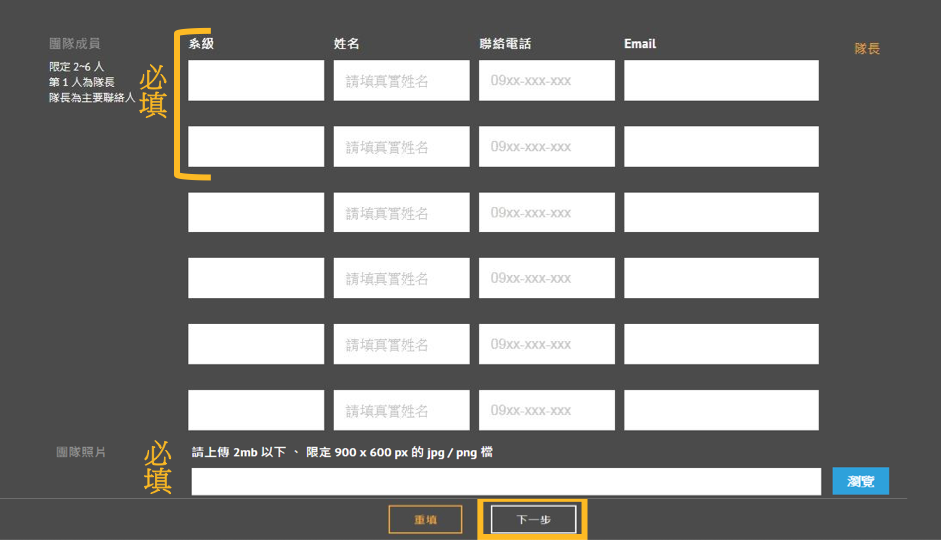 團隊成員
限定 2~6 人
第 1 人為隊長
隊長為主要聯絡人
必填
系級 姓名 聯絡電話 Email 隊長
請填真實姓名 09xx-xxx-xxx
請填真實姓名 09xx-xxx-xxx
請填真實姓名 09xx-xxx-xxx
請填真實姓名 09xx-xxx-xxx
請填真實姓名 09xx-xxx-xxx
請填真實姓名 09xx-xxx-xxx
團隊照片
必填
請上傳 2mb 以下 、 限定 900 x 600 px 的 jpg / png 檔
瀏覽
重填 下一步